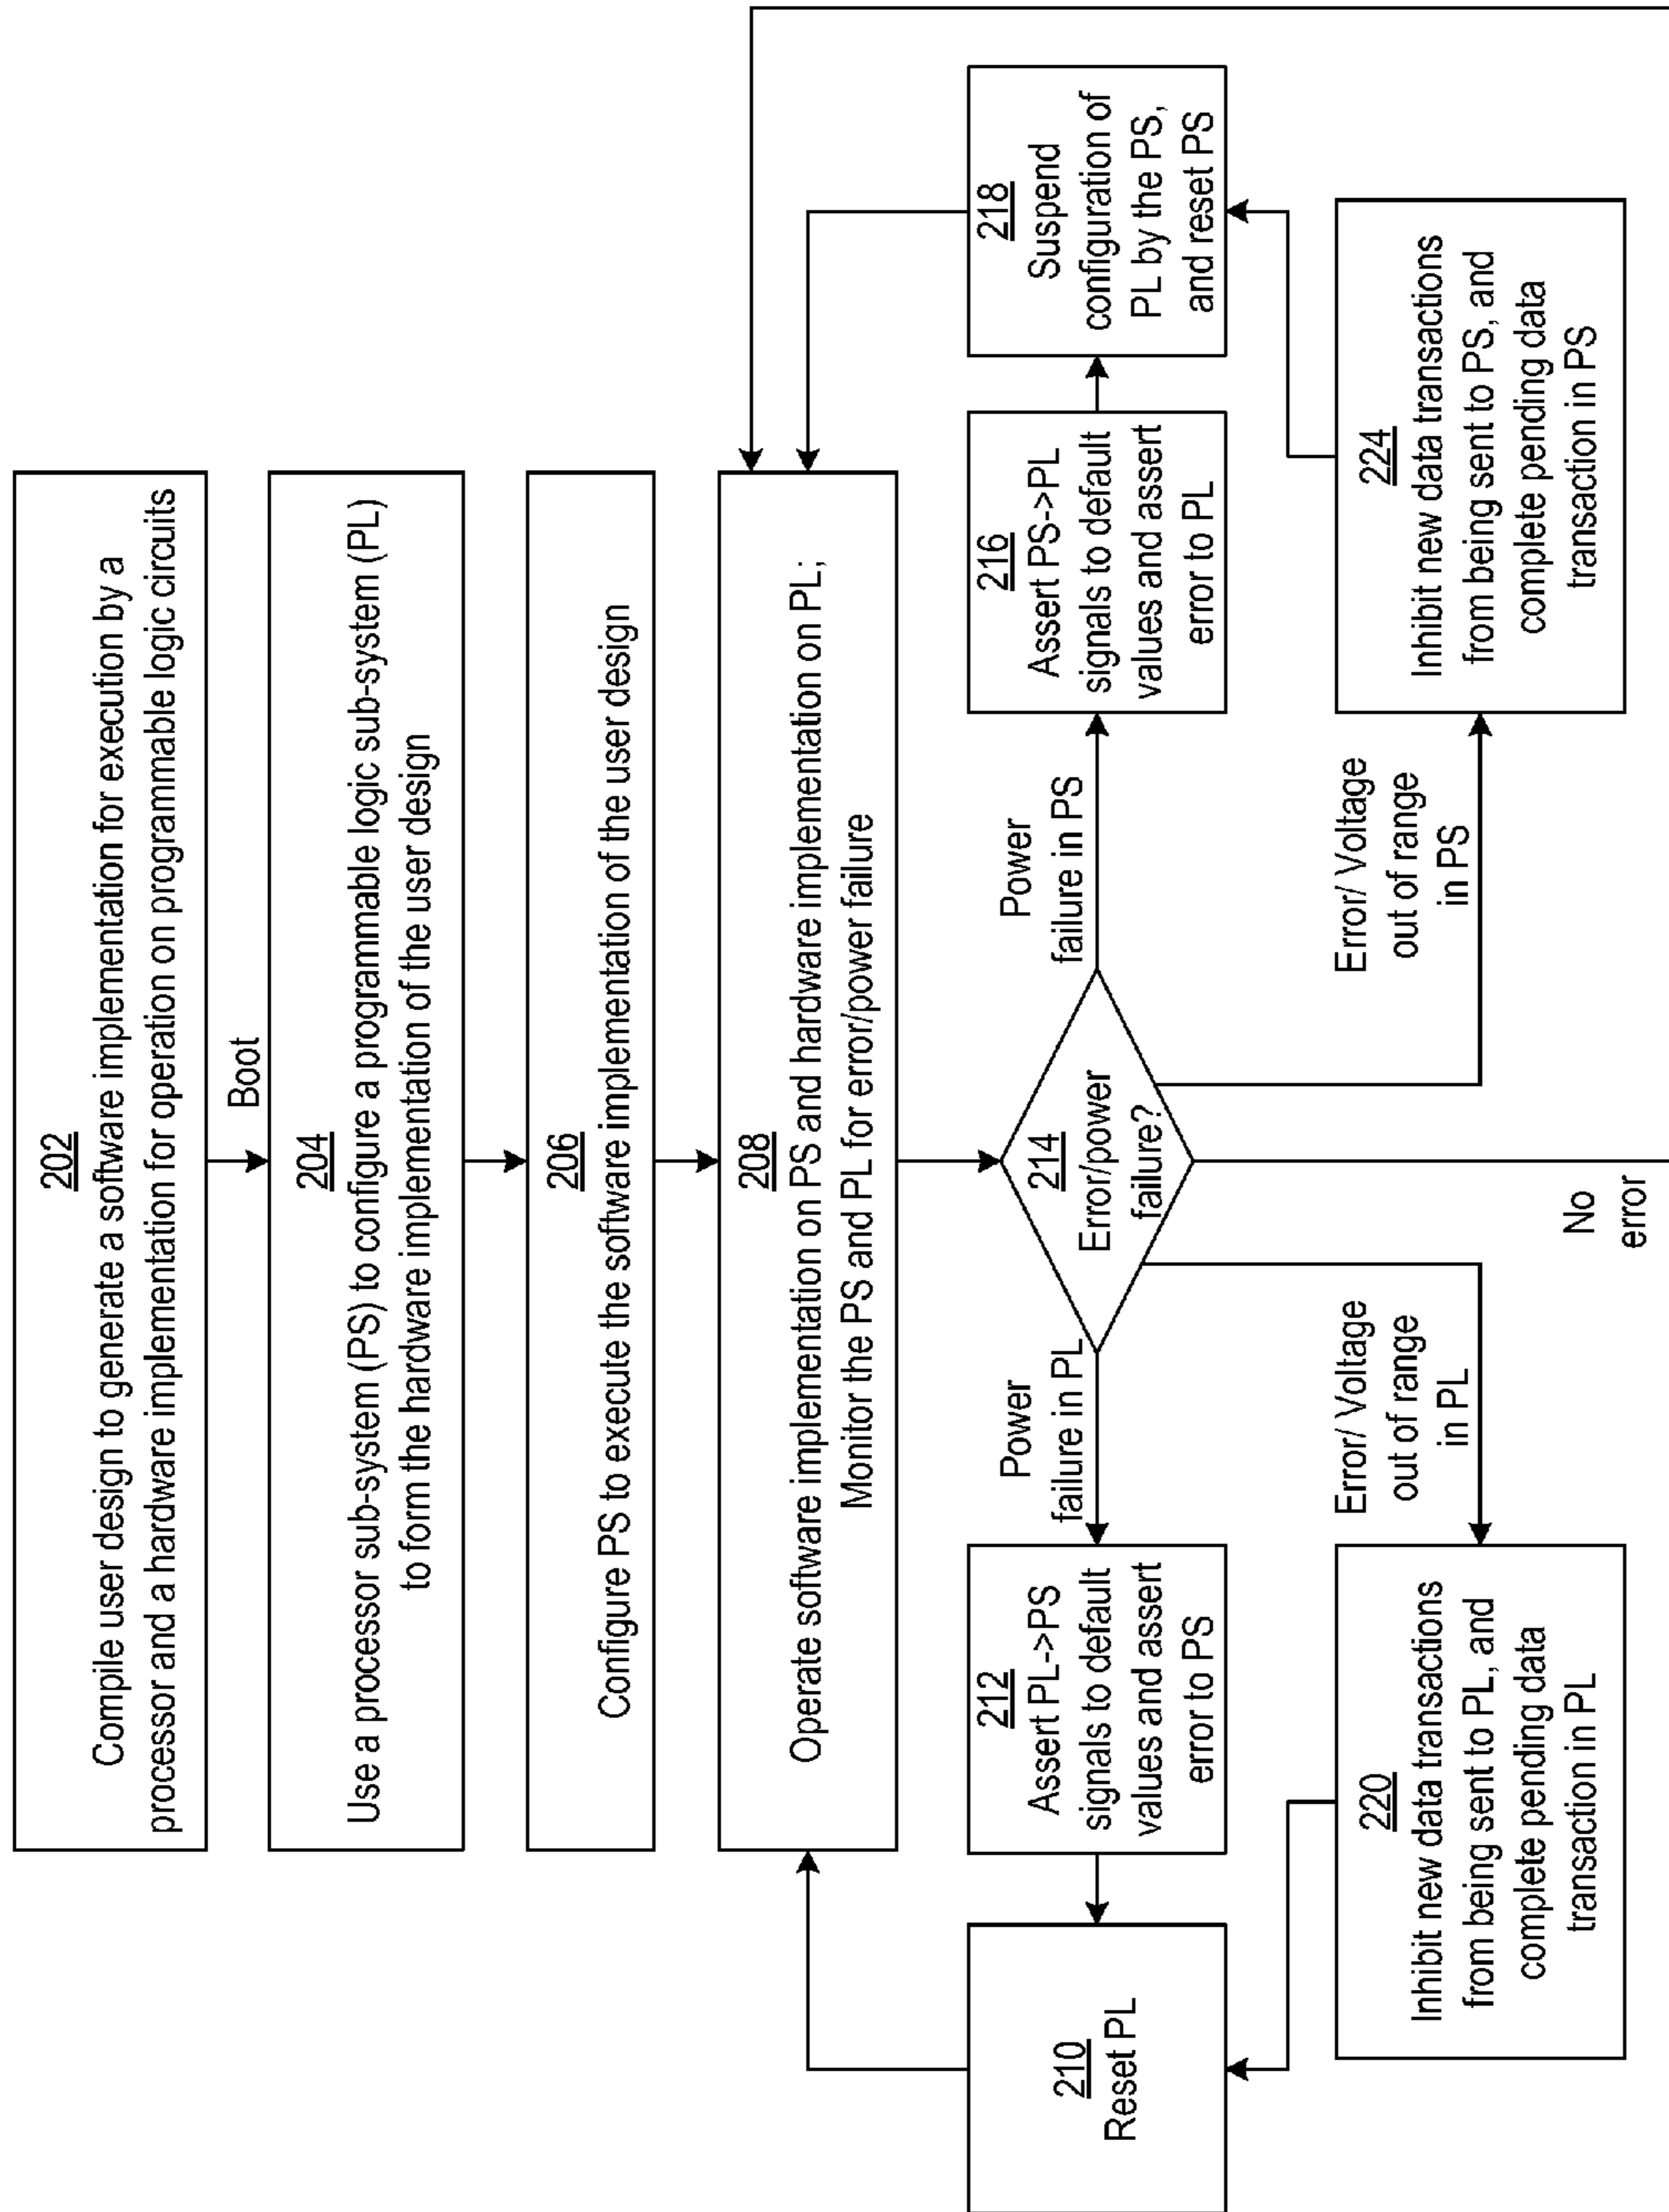 202
Compile user design to generate a software implementation for execution by a
processor and a hardware implementation for operation on programmable logic circuits
Boot
204
Use a processor sub-system (PS) to configure a programmable logic sub-system (PL)
to form the hardware implementation of the user design
206
Configure PS to execute the software implementation of the user design
208
Operate software implementation on PS and hardware implementation on PL;
Monitor the PS and PL for error/power failure
210
Reset PL
212
Assert PL->PS
signals to default
values and assert
error to PS
Power
failure in PL
214
Error/power
failure?
Power
failure in PS
216
Assert PS->PL
signals to default
values and assert
error to PL
218
Suspend
configuration of
PL by the PS,
and reset PS
220
Inhibit new data transactions
from being sent to PL, and
complete pending data
transaction in PL
Error/ Voltage
out of range
in PL
Error/ Voltage
out of range
in PS
224
Inhibit new data transactions
from being sent to PS, and
complete pending data
transaction in PS
No
error